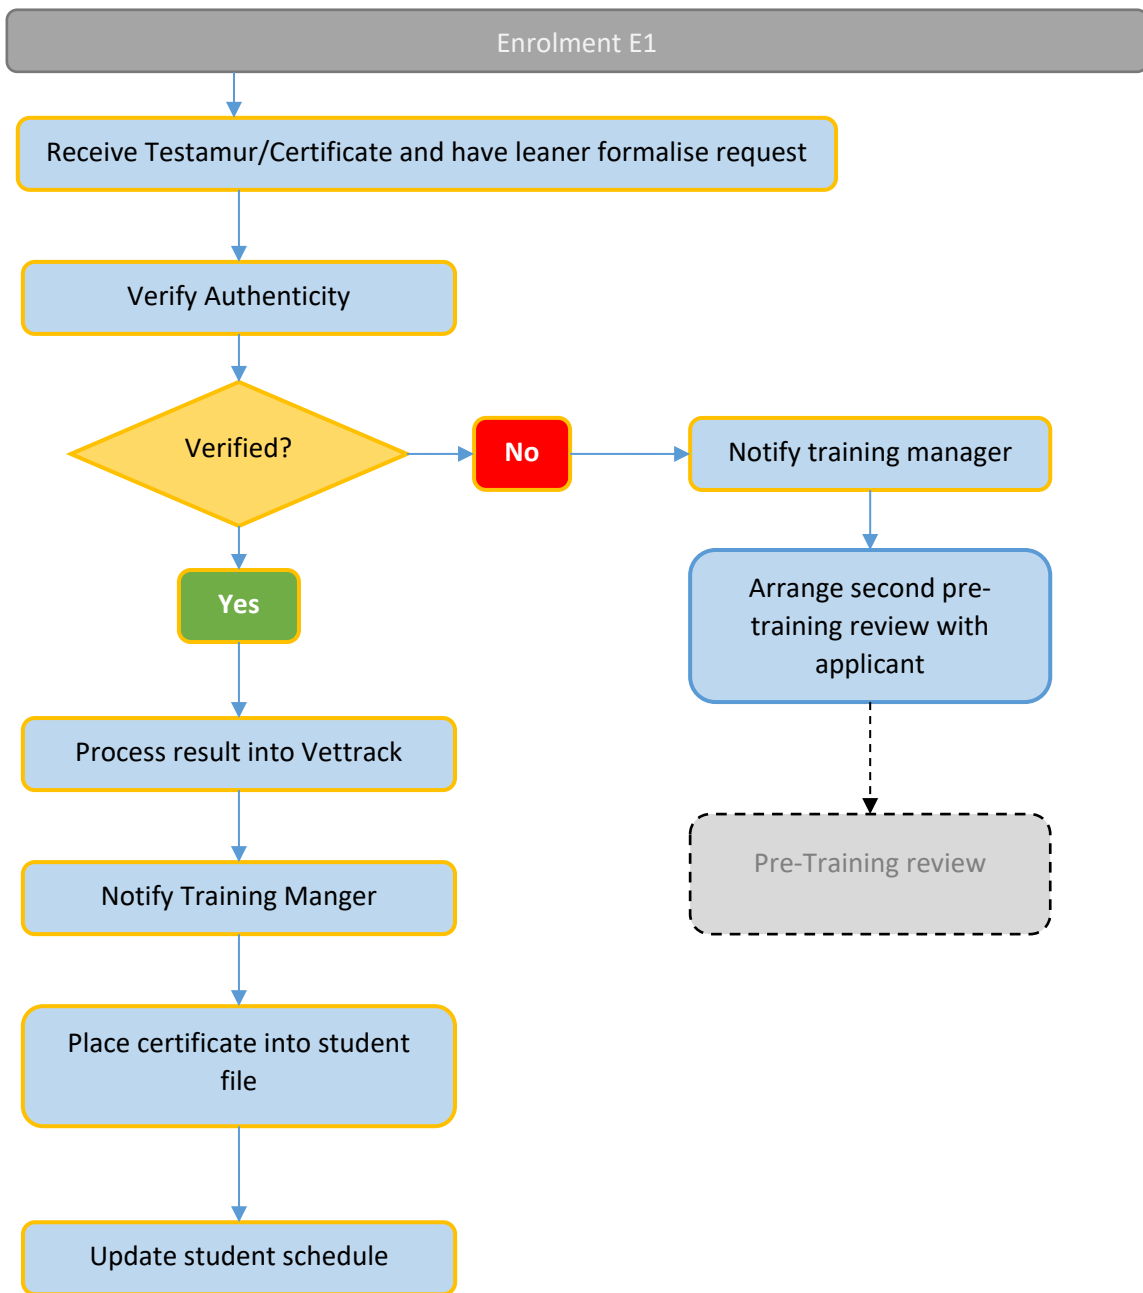 Enrolment E1
Receive Testamur/Certificate and have leaner formalise request
Verify Authenticity
Verified?
No
Notify training manager
Yes
Arrange second pre-
training review with
applicant
Process result into Vettrack
Pre-Training review
Notify Training Manger
Place certificate into student
file
Update student schedule